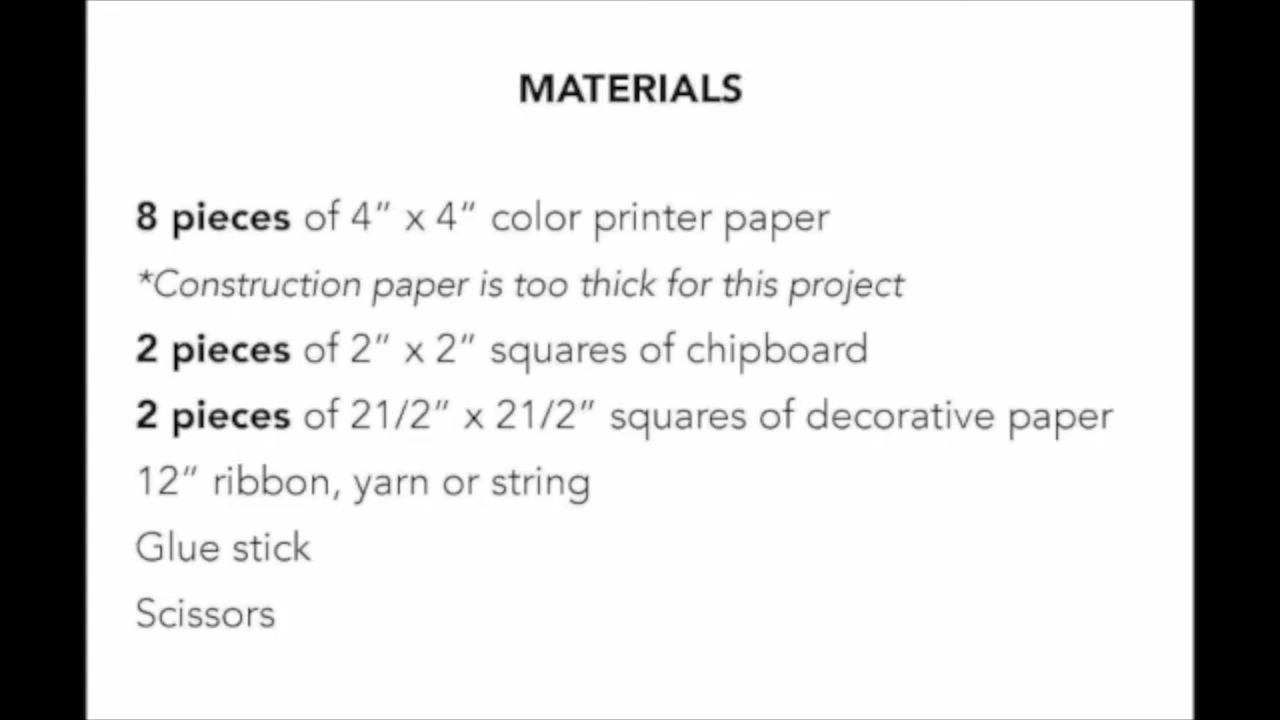 MATERIALS
8 pieces of 4” x 4” color printer paper
*Construction paper is too thick for this project
2 pieces of 2” x 2” squares of chipboard
2 pieces of 21/2” x 21/2” squares of decorative paper
12” ribbon, yarn or string
Glue stick
Scissors